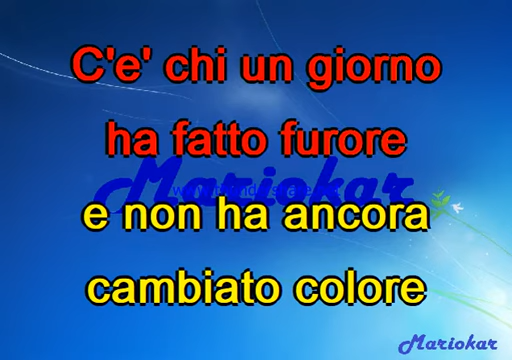 C'e' chi un giorno
ha fatto furore
Mariokar
e non ha ancora
cambiato colore
Mariokar